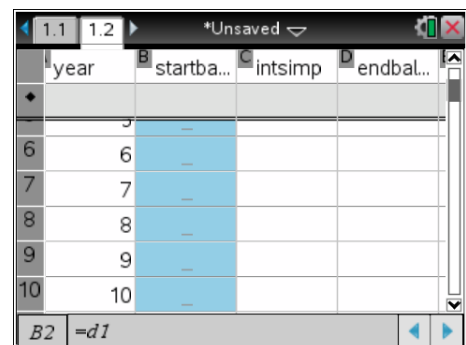 1.1 1.2 *Unsaved
A year B startba... C intsimp D endbal...
5 _
6 6 _
7 7 _
8 8 _
9 9 _
10 10 _
B2 =d1